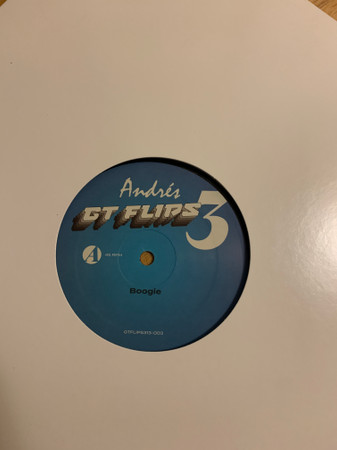 Andrés
GT FLIPS
3
A
Boogie